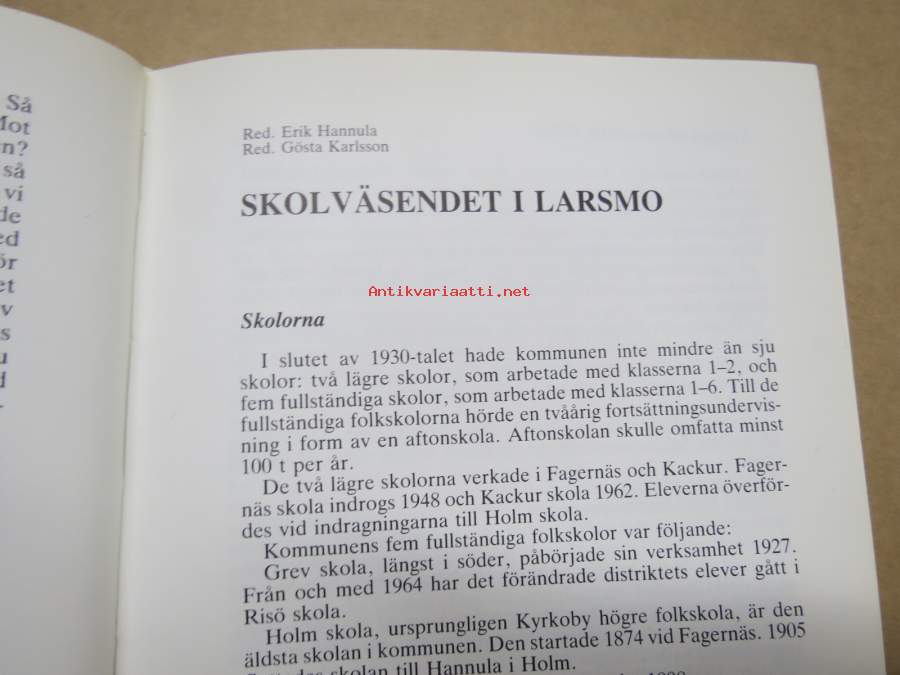 Så
n?
så
vi
de
Red. Erik Hannula
Red. Gösta Karlsson
SKOLVÄSENDET I LARSMO
Antikvariaatti.net
Skolorna
I slutet av 1930-talet hade kommunen inte mindre än sju
skolor: två lägre skolor, som arbetade med klasserna 1–2, och
fem fullständiga skolor, som arbetade med klasserna 1–6. Till de
fullständiga folkskolorna hörde en tvåårig fortsättningsundervis-
ning i form av en aftonskola. Aftonskolan skulle omfatta minst
100 t per år.
De två lägre skolorna verkade i Fagernäs och Kackur. Fager-
näs skola indrogs 1948 och Kackur skola 1962. Eleverna överför-
des vid indragningarna till Holm skola.
Kommunens fem fullständiga folkskolor var följande:
Grev skola, längst i söder, påbörjade sin verksamhet 1927.
Från och med 1964 har det förändrade distriktets elever gått i
Risö skola.
Holm skola, ursprungligen Kyrkoby högre folkskola, är den
äldsta skolan i kommunen. Den startade 1874 vid Fagernäs. 1905
skolan till Hannula i Holm.